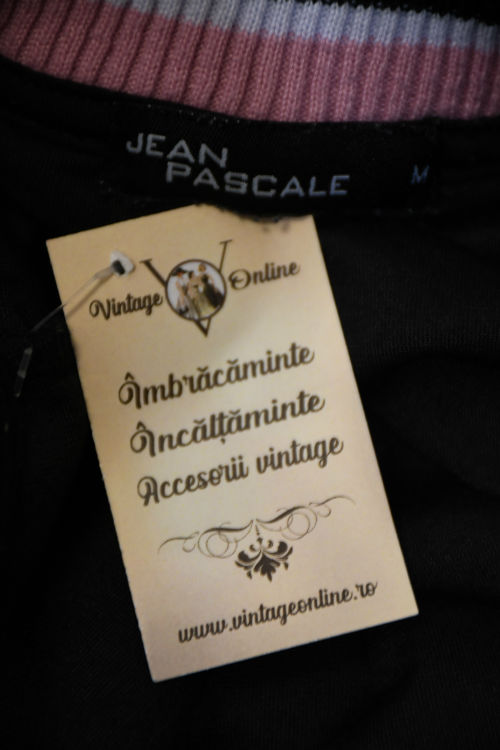 JEAN
PASCALE
M
Vintage Online
Îmbrăcăminte
Încălțăminte
Accesorii vintage
www.vintageonline.ro